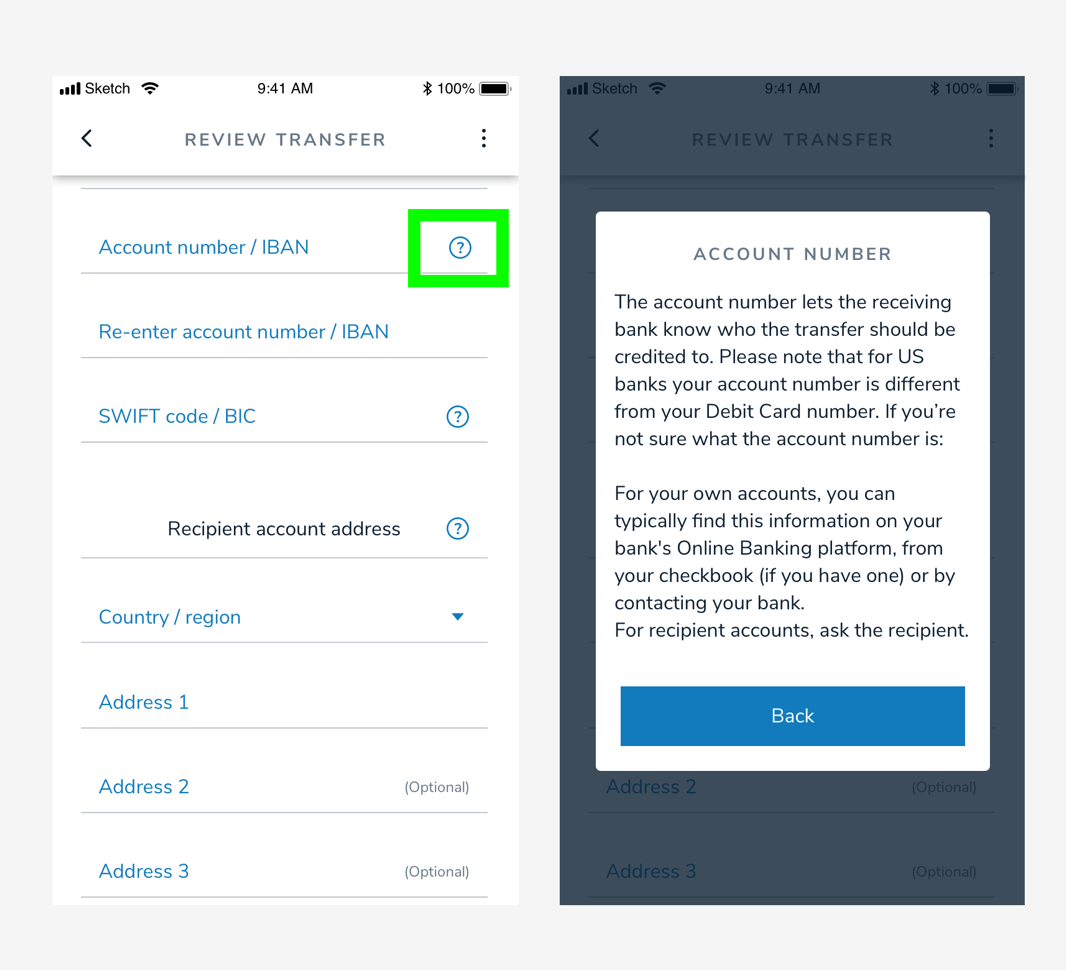 Sketch 9:41 AM 100%
REVIEW TRANSFER
Account number / IBAN
Re-enter account number / IBAN
SWIFT code / BIC
Recipient account address
Country / region
Address 1
Address 2 (Optional)
Address 3 (Optional)
Sketch 9:41 AM 100%
REVIEW TRANSFER
ACCOUNT NUMBER
The account number lets the receiving
bank know who the transfer should be
credited to. Please note that for US
banks your account number is different
from your Debit Card number. If you’re
not sure what the account number is:
For your own accounts, you can
typically find this information on your
bank's Online Banking platform, from
your checkbook (if you have one) or by
contacting your bank.
For recipient accounts, ask the recipient.
Back
Address 2 (Optional)
Address 3 (Optional)